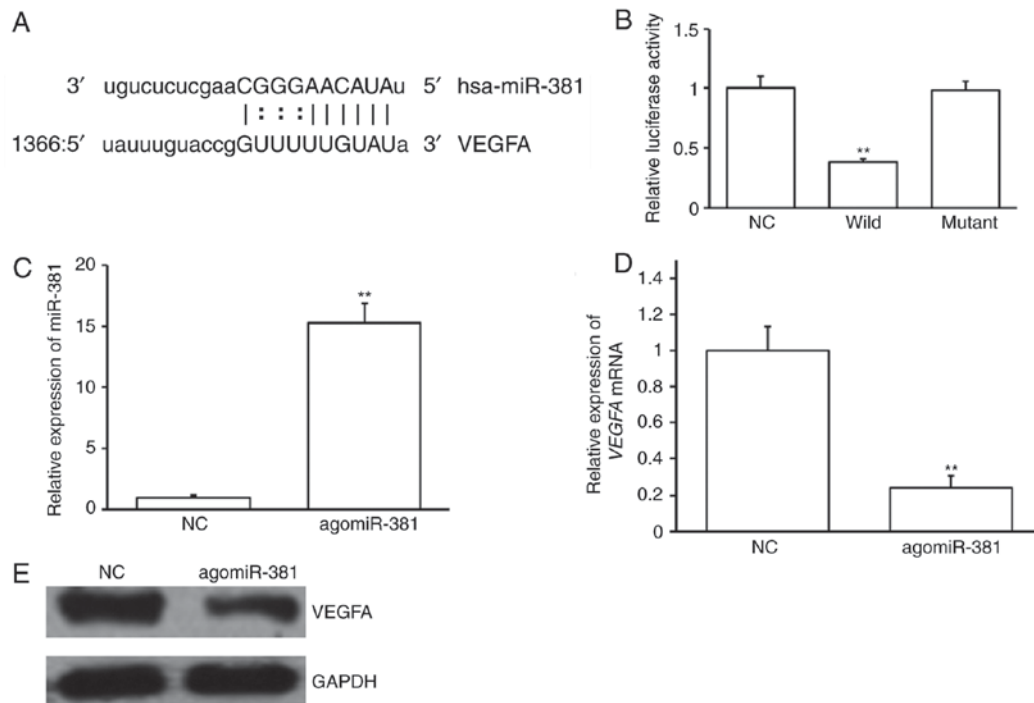 A
3′ ugucucucgaaCGGGAACAUAu 5′ hsa-miR-381
|:::||||||
1366:5′ uauuuguaccgGUUUUUGUAUa 3′ VEGFA
B
Relative luciferase activity
1.5
1
0.5
0
**
NC Wild Mutant
C
Relative expression of miR-381
20
15
10
5
0
**
NC agomiR-381
D
Relative expression of
VEGFA mRNA
1.4
1.2
1
0.8
0.6
0.4
0.2
0
**
NC agomiR-381
E
NC agomiR-381
VEGFA
GAPDH